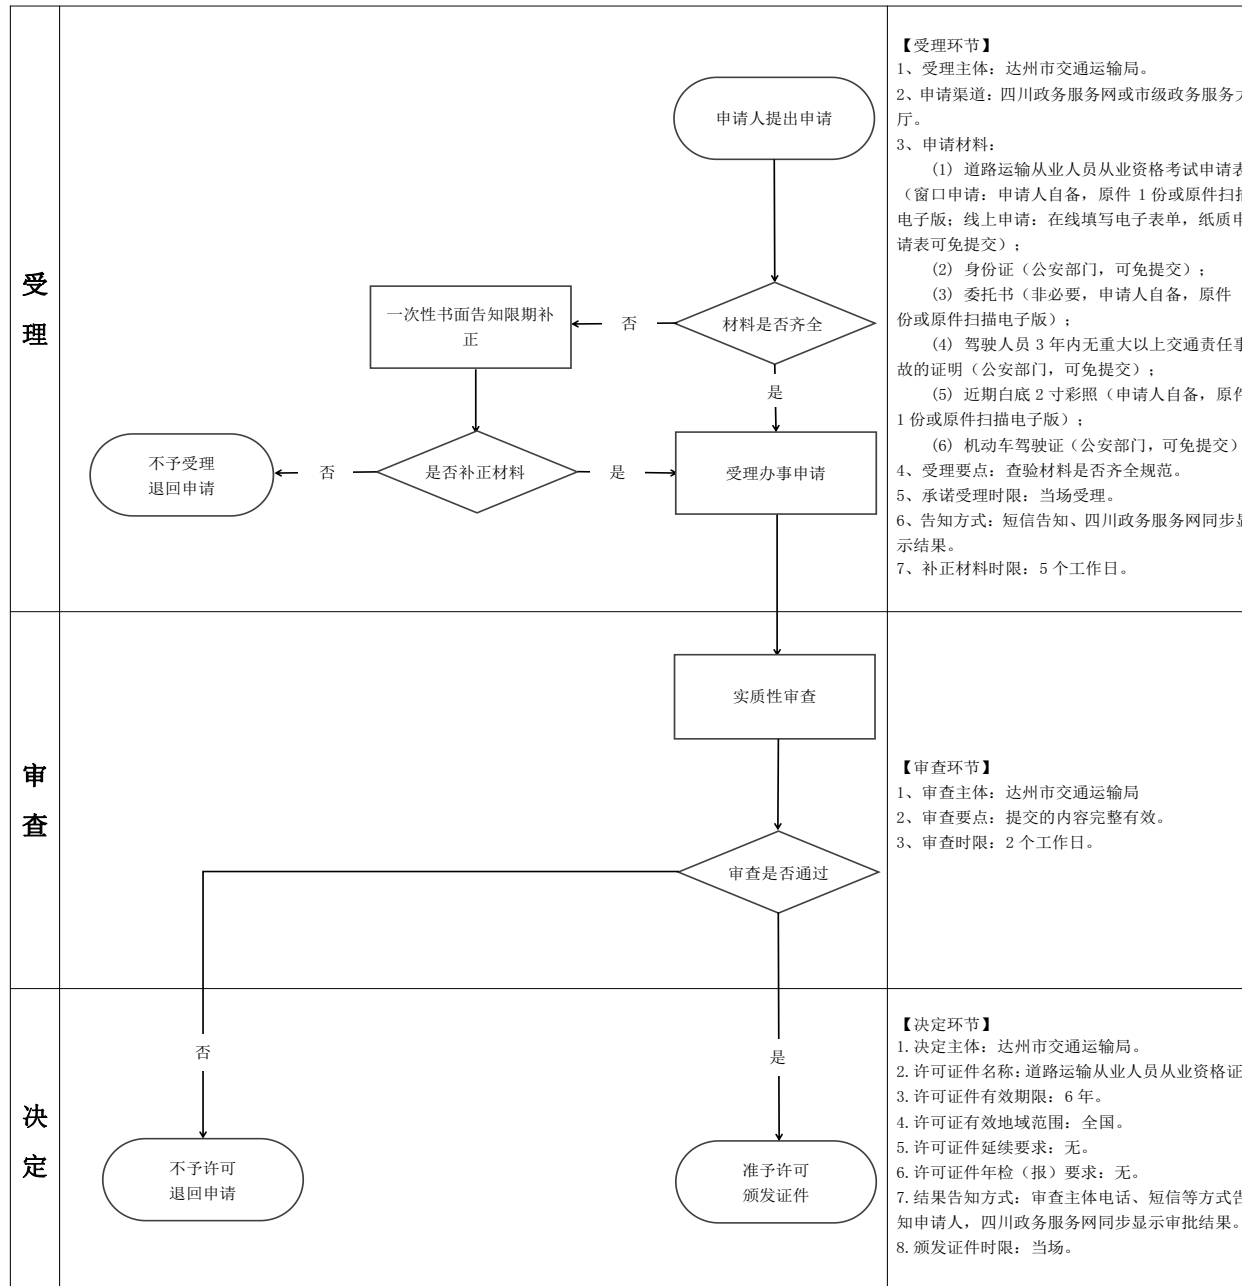 受
理
申请人提出申请
材料是否齐全
否
一次性书面告知限期补
正
是
是否补正材料
否
不予受理
退回申请
是
受理办事申请
【受理环节】
1、受理主体：达州市交通运输局。
2、申请渠道：四川政务服务网或市级政务服务大
厅。
3、申请材料：
(1) 道路运输从业人员从业资格考试申请表
（窗口申请：申请人自备，原件 1 份或原件扫描
电子版；线上申请：在线填写电子表单，纸质申
请表可免提交）；
(2) 身份证（公安部门，可免提交）；
(3) 委托书（非必要，申请人自备，原件
份或原件扫描电子版）；
(4) 驾驶人员 3 年内无重大以上交通责任事
故的证明（公安部门，可免提交）；
(5) 近期白底 2 寸彩照（申请人自备，原件
1 份或原件扫描电子版）；
(6) 机动车驾驶证（公安部门，可免提交）
4、受理要点：查验材料是否齐全规范。
5、承诺受理时限：当场受理。
6、告知方式：短信告知、四川政务服务网同步显
示结果。
7、补正材料时限：5 个工作日。
审
查
实质性审查
审查是否通过
【审查环节】
1、审查主体：达州市交通运输局
2、审查要点：提交的内容完整有效。
3、审查时限：2 个工作日。
决
定
否
是
不予许可
退回申请
准予许可
颁发证件
【决定环节】
1.决定主体：达州市交通运输局。
2.许可证件名称：道路运输从业人员从业资格证
3.许可证件有效期限：6 年。
4.许可证有效地域范围：全国。
5.许可证件延续要求：无。
6.许可证件年检（报）要求：无。
7.结果告知方式：审查主体电话、短信等方式告
知申请人，四川政务服务网同步显示审批结果。
8.颁发证件时限：当场。